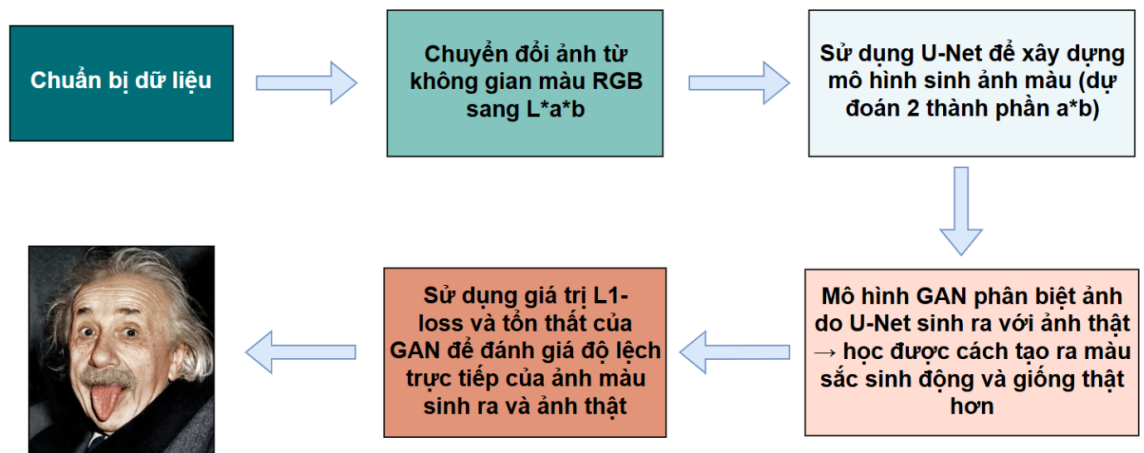 Chuẩn bị dữ liệu
Chuyển đổi ảnh từ
không gian màu RGB
sang L*a*b
Sử dụng U-Net để xây dựng
mô hình sinh ảnh màu (dự
đoán 2 thành phần a*b)
Mô hình GAN phân biệt ảnh
do U-Net sinh ra với ảnh thật
→ học được cách tạo ra màu
sắc sinh động và giống thật
hơn
Sử dụng giá trị L1-
loss và tổn thất của
GAN để đánh giá độ lệch
trực tiếp của ảnh màu
sinh ra và ảnh thật